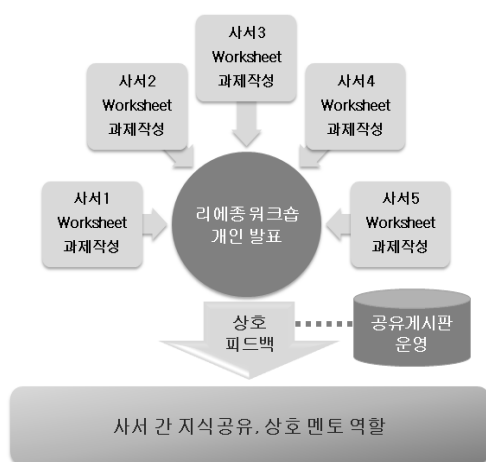 사서1
Worksheet
과제작성
사서2
Worksheet
과제작성
사서3
Worksheet
과제작성
사서4
Worksheet
과제작성
사서5
Worksheet
과제작성
리에종워크숍
개인 발표
상호
피드백
공유게시판
운영
사서 간 지식공유, 상호 멘토 역할